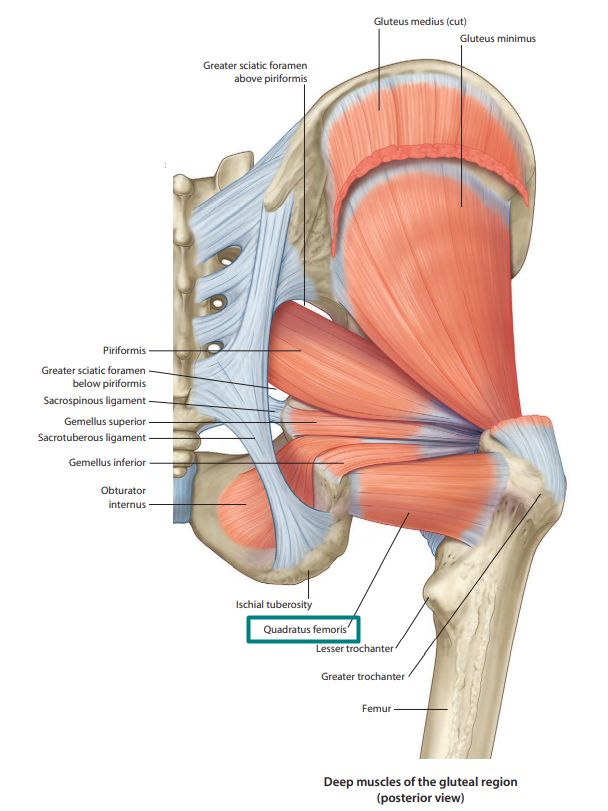 Gluteus medius (cut)
Gluteus minimus
Greater sciatic foramen
above piriformis
Piriformis
Greater sciatic foramen
below piriformis
Sacrospinous ligament
Gemellus superior
Sacrotuberous ligament
Gemellus inferior
Obturator
internus
Ischial tuberosity
Quadratus femoris
Lesser trochanter
Greater trochanter
Femur
Deep muscles of the gluteal region
(posterior view)